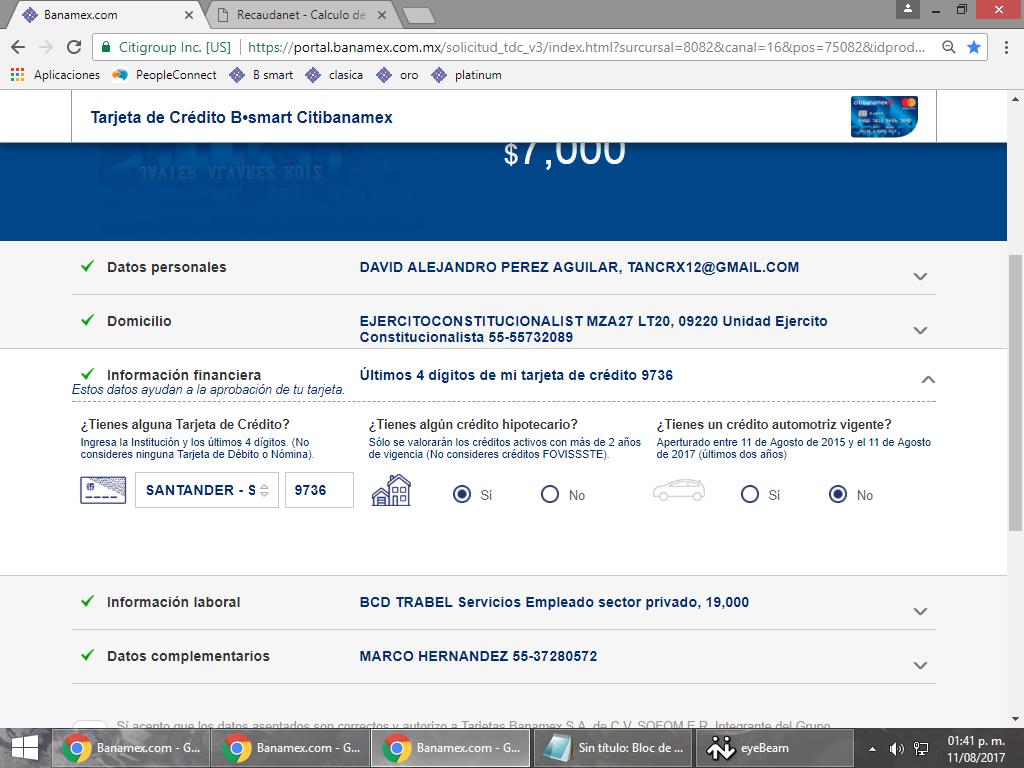 Banamex.com
Recaudanet - Calculo de
Citigroup Inc. [US]
https://portal.banamex.com.mx/solicitud_tdc_v3/index.html?surcursal=8082&canal=16&pos=75082&idprod...
Aplicaciones
PeopleConnect
B smart
clasica
oro
platinum
Tarjeta de Crédito B•smart Citibanamex
citibanamex
$7,000
JAVIER ALVAREZ RUIZ
Datos personales
DAVID ALEJANDRO PEREZ AGUILAR, TANCRX12@GMAIL.COM
Domicilio
EJERCITOCONSTITUCIONALIST MZA27 LT20, 09220 Unidad Ejercito
Constitucionalista 55-55732089
Información financiera
Últimos 4 dígitos de mi tarjeta de crédito 9736
Estos datos ayudan a la aprobación de tu tarjeta.
¿Tienes alguna Tarjeta de Crédito?
Ingresa la Institución y los últimos 4 dígitos. (No
consideres ninguna Tarjeta de Débito o Nómina).
SANTANDER - S
9736
¿Tienes algún crédito hipotecario?
Sólo se valorarán los créditos activos con más de 2 años
de vigencia (No consideres créditos FOVISSSTE).
Si
No
¿Tienes un crédito automotriz vigente?
Aperturado entre 11 de Agosto de 2015 y el 11 de Agosto
de 2017 (últimos dos años)
Si
No
Información laboral
BCD TRABEL Servicios Empleado sector privado, 19,000
Datos complementarios
MARCO HERNANDEZ 55-37280572
Sí acepto que los datos asentados son correctos y autorizo a Tarjetas Banamex S.A. de C.V. SOFOM E.R. Integrante del Grupo
Banamex.com - G...
Banamex.com - G...
Banamex.com - G...
Sin título: Bloc de ...
eyeBeam
01:41 p. m.
11/08/2017